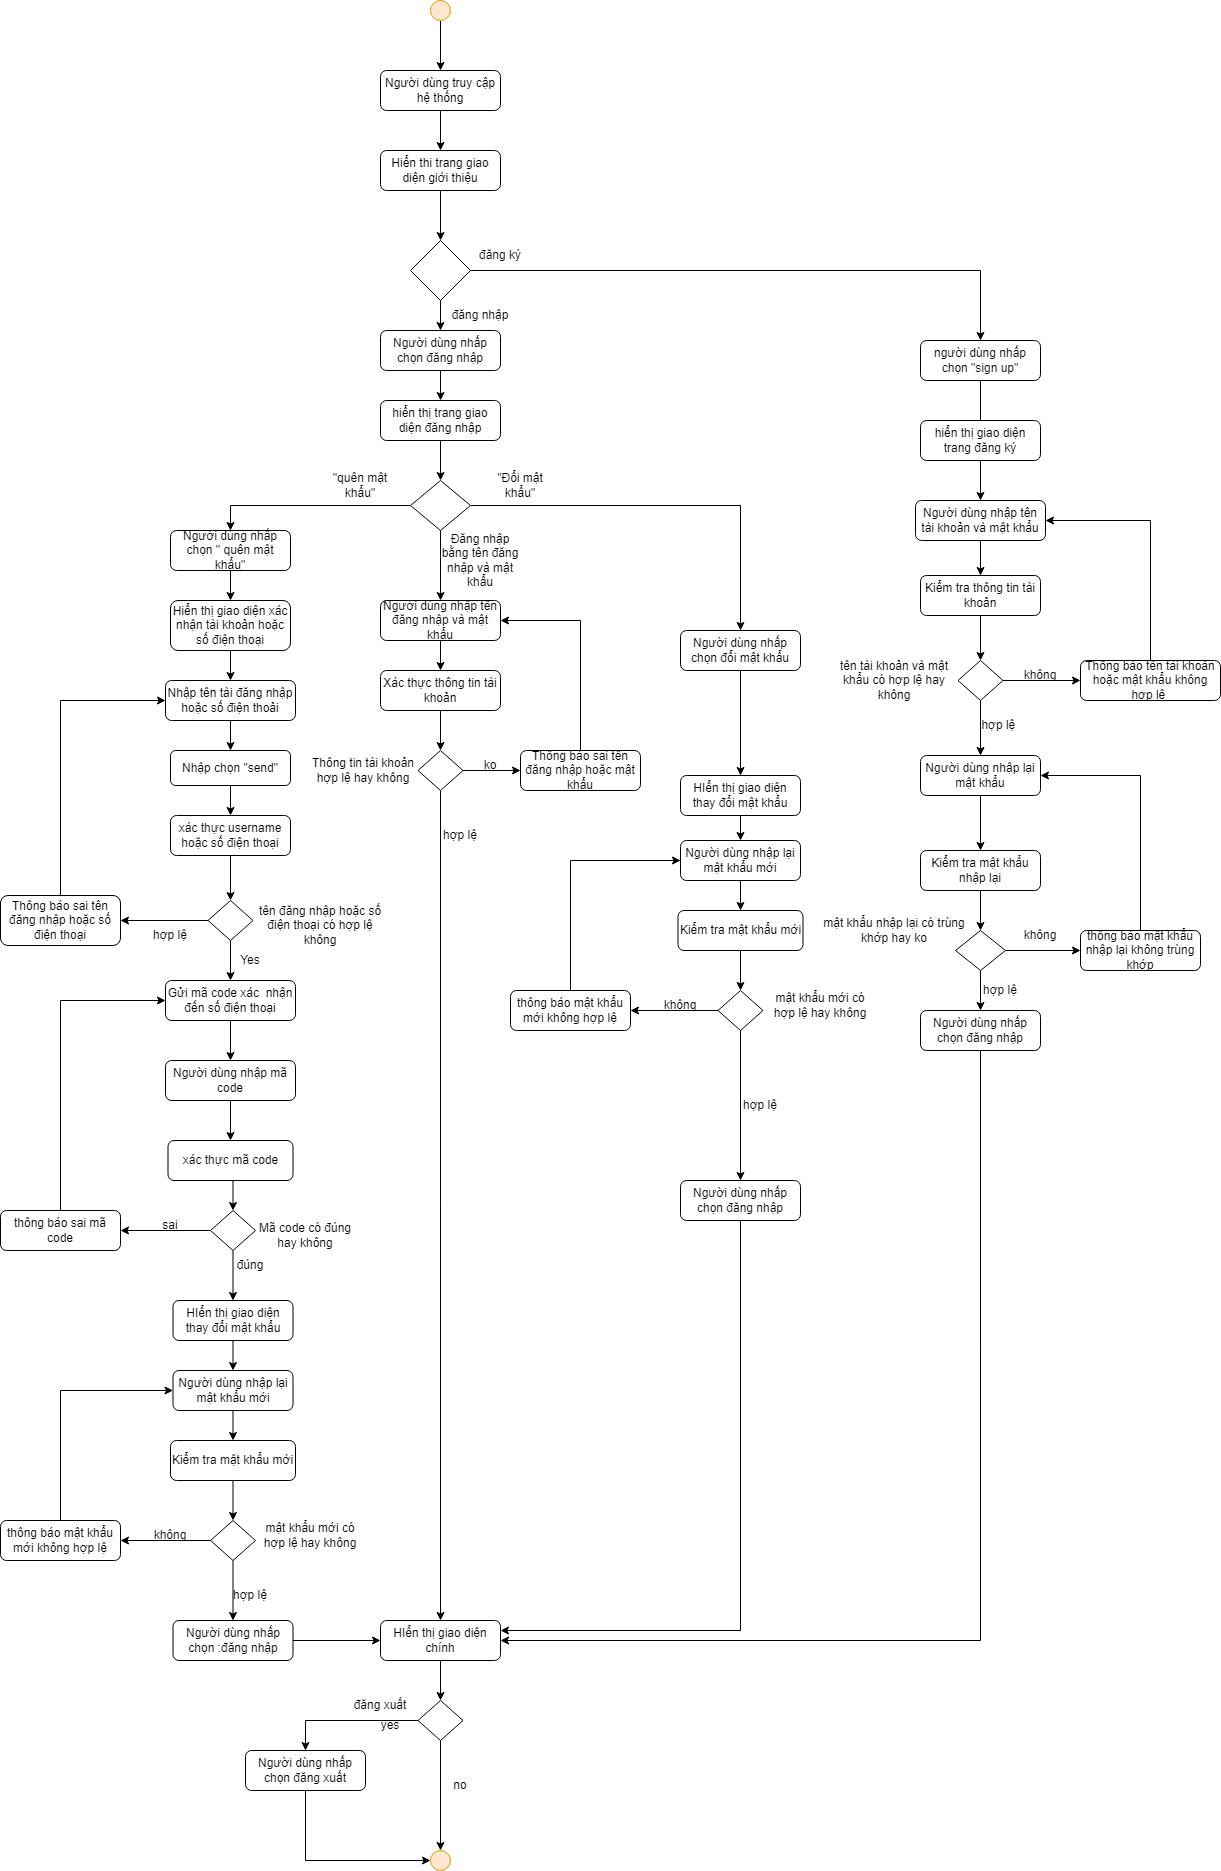 Người dùng truy cập
hệ thống
Hiển thi trang giao
diện giới thiệu
đăng ký
đăng nhập
Người dùng nhấp
chọn đăng nhập
hiển thị trang giao
diện đăng nhập
"quên mật
khẩu"
"Đổi mật
khẩu"
Đăng nhập
bằng tên đăng
nhập và mật
khẩu
Người dùng nhấp
chọn " quên mật
khẩu"
Hiển thị giao diện xác
nhận tài khoản hoặc
số điện thoại
Nhập tên tài đăng nhập
hoặc số điện thoải
Nhấp chọn "send"
xác thực username
hoặc số điện thoại
Thông báo sai tên
đăng nhập hoặc số
điện thoại
hợp lệ
tên đăng nhập hoặc số
điện thoại có hợp lệ
không
Yes
Gửi mã code xác  nhận
đến số điện thoại
Người dùng nhập mã
code
xác thực mã code
thông báo sai mã
code
sai
Mã code có đúng
hay không
đúng
HIển thị giao diện
thay đổi mật khẩu
Người dùng nhập lại
mật khẩu mới
Kiểm tra mật khẩu mới
thông báo mật khẩu
mới không hợp lệ
không
mật khẩu mới có
hợp lệ hay không
hợp lệ
Người dùng nhấp
chọn :đăng nhập
Người dùng nhập tên
đăng nhập và mật
khẩu
Xác thực thông tin tài
khoản
Thông tin tài khoản
hợp lệ hay không
ko
Thông báo sai tên
đăng nhập hoặc mật
khẩu
hợp lệ
Người dùng nhấp
chọn đổi mật khẩu
HIển thị giao diện
thay đổi mật khẩu
Người dùng nhập lại
mật khẩu mới
Kiểm tra mật khẩu mới
thông báo mật khẩu
mới không hợp lệ
không
mật khẩu mới có
hợp lệ hay không
hợp lệ
Người dùng nhấp
chọn đăng nhập
người dùng nhấp
chọn "sign up"
hiển thị giao diện
trang đăng ký
Người dùng nhập tên
tài khoản và mật khẩu
Kiểm tra thông tin tài
khoản
tên tài khoản và mật
khẩu có hợp lệ hay
không
không
Thông báo tên tài khoản
hoặc mật khẩu không
hợp lệ
hợp lệ
Người dùng nhập lại
mật khẩu
Kiểm tra mật khẩu
nhập lại
mật khẩu nhập lại có trùng
khớp hay ko
không
thông báo mật khẩu
nhập lại không trùng
khớp
hợp lệ
Người dùng nhấp
chọn đăng nhập
HIển thị giao diện
chính
đăng xuất
yes
Người dùng nhấp
chọn đăng xuất
no